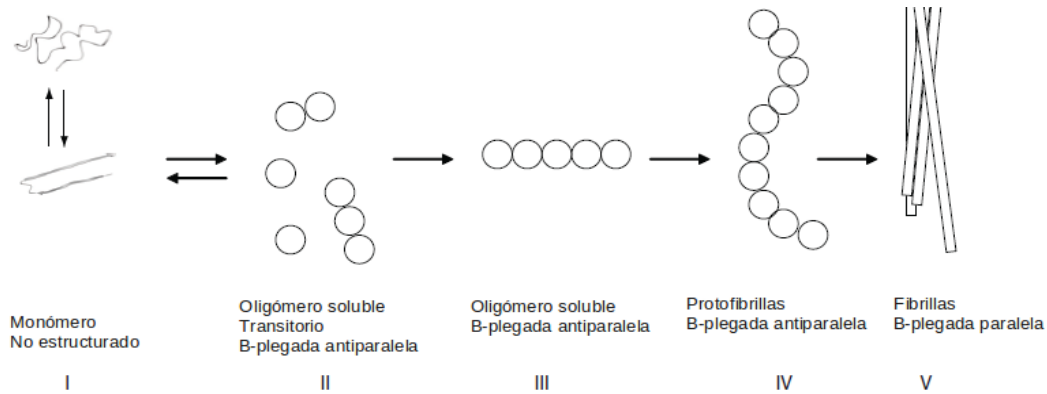 Monómero
No estructurado
Oligómero soluble
Transitorio
B-plegada antiparalela
Oligómero soluble
B-plegada antiparalela
Protofibrillas
B-plegada antiparalela
Fibrillas
B-plegada paralela
I
II
III
IV
V